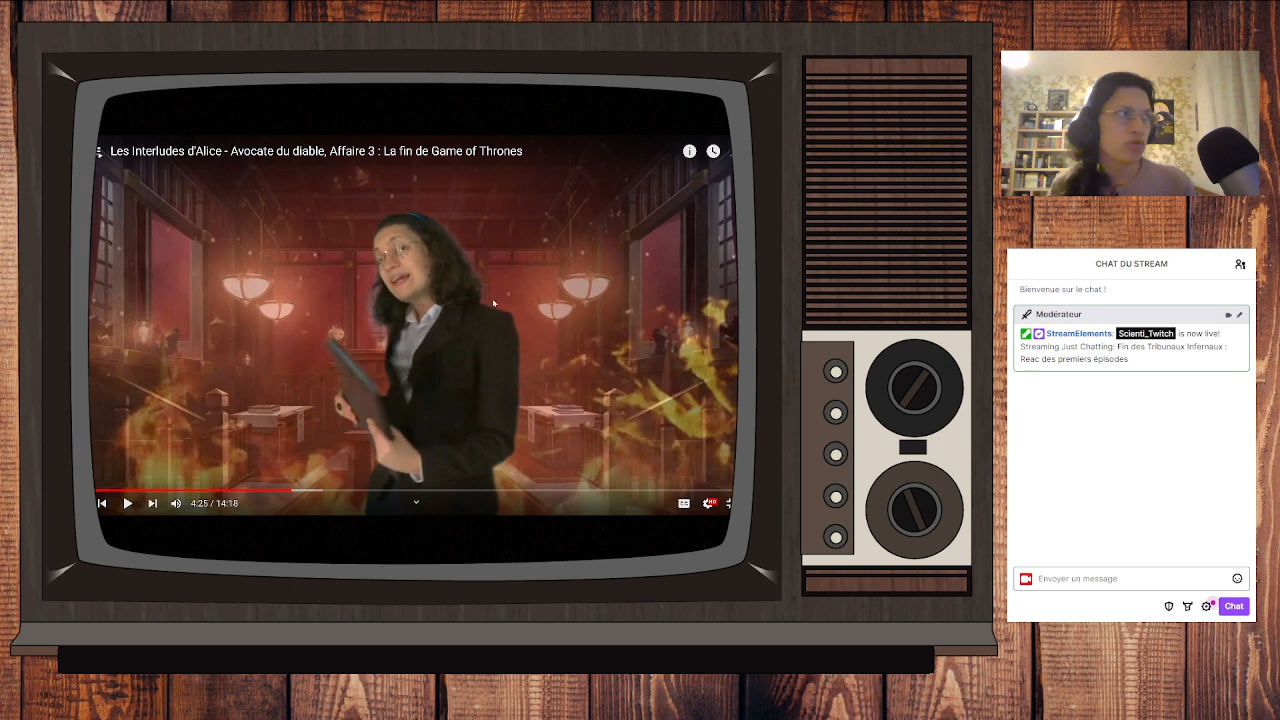 Les Interludes d'Alice - Avocate du diable, Affaire 3 : La fin de Game of Thrones
4:25 / 14:18
HD
CHAT DU STREAM
Bienvenue sur le chat !
Modérateur
StreamElements: Scienti_Twitch is now live!
Streaming Just Chatting: Fin des Tribunaux Infernaux :
Reac des premiers épisodes
Envoyer un message
Chat